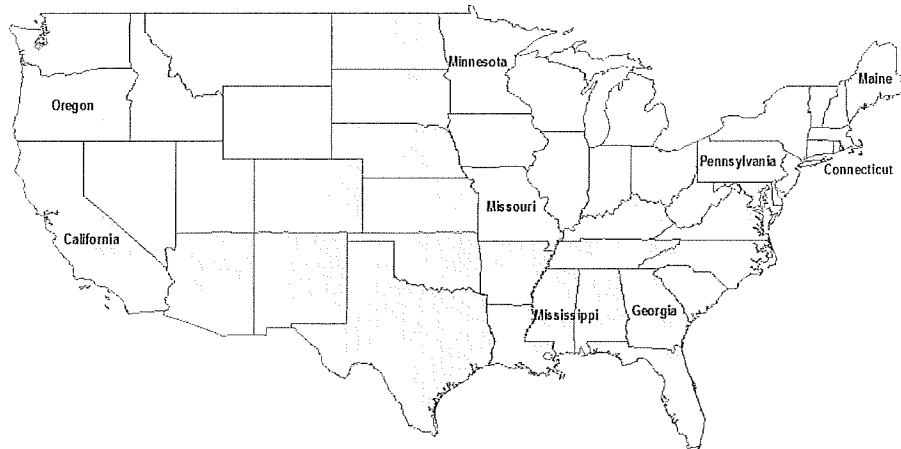 Minnesota
Maine
Oregon
Pennsylvania
Connecticut
Missouri
California
Mississippi
Georgia